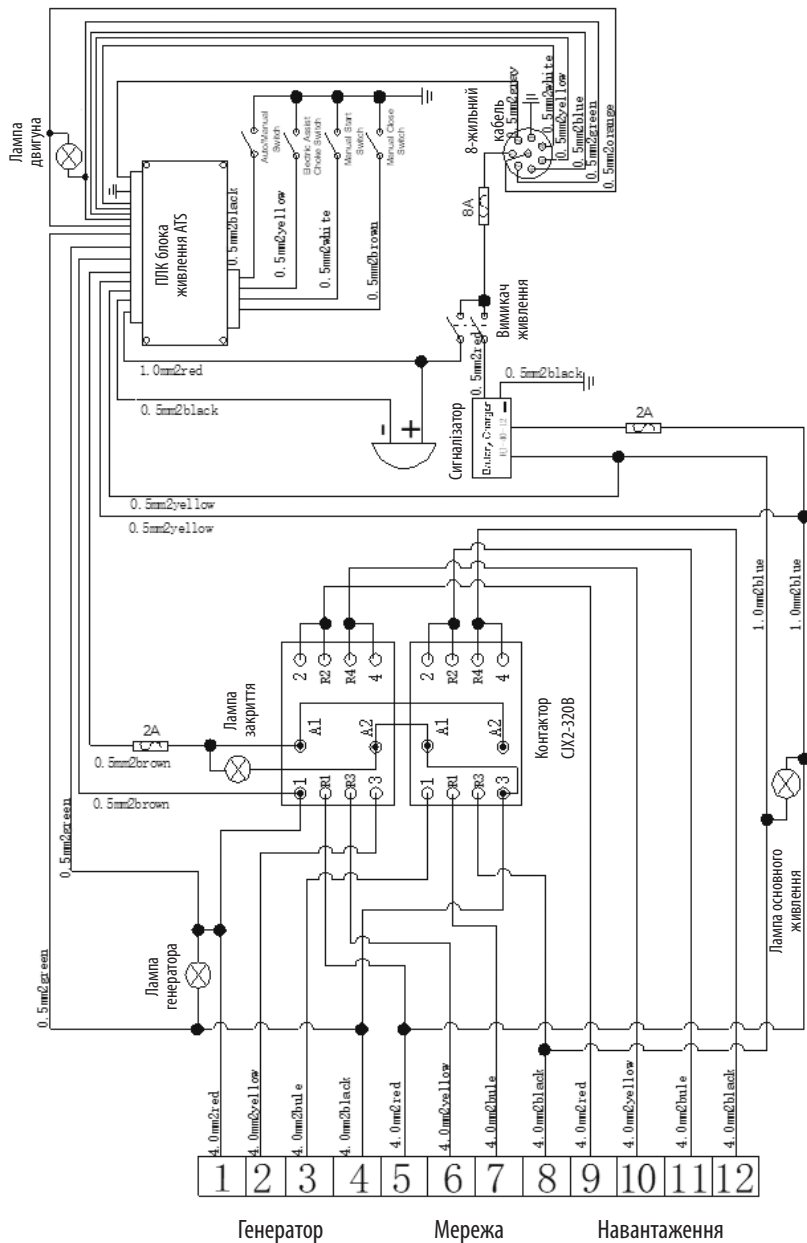 Лампа
двигуна
ПЛК блока
живлення ATS
0.5mm2black
0.5mm2yellow
0.5mm2white
0.5mm2brown
Auto/Manual
Switch
Electric Assist
Choke Switch
Manual Start
Switch
Manual Close
Switch
8-жильний
кабель
0.5mm2gray
0.5mm2white
0.5mm2yellow
0.5mm2blue
0.5mm2green
0.5mm2orange
8A
Вимикач
живлення
0.5mm2red
0.5mm2black
1.0mm2red
0.5mm2black
-
+
Сигналізатор
Charger
2A
0.5mm2yellow
0.5mm2yellow
1.0mm2blue
1.0mm2blue
2
R2
R4
4
2
R2
R4
4
Лампа
закриття
A1
A2
A1
A2
Контактор
CJX2-320B
2A
0.5mm2brown
0.5mm2brown
1
R1
R3
3
1
R1
R3
3
0.5mm2green
0.5mm2green
Лампа
генератора
Лампа основного
живлення
4.0mm2red
4.0mm2yellow
4.0mm2bule
4.0mm2black
4.0mm2red
4.0mm2yellow
4.0mm2bule
4.0mm2black
4.0mm2red
4.0mm2yellow
4.0mm2bule
4.0mm2black
1 2 3 4 5 6 7 8 9 10 11 12
Генератор Мережа Навантаження